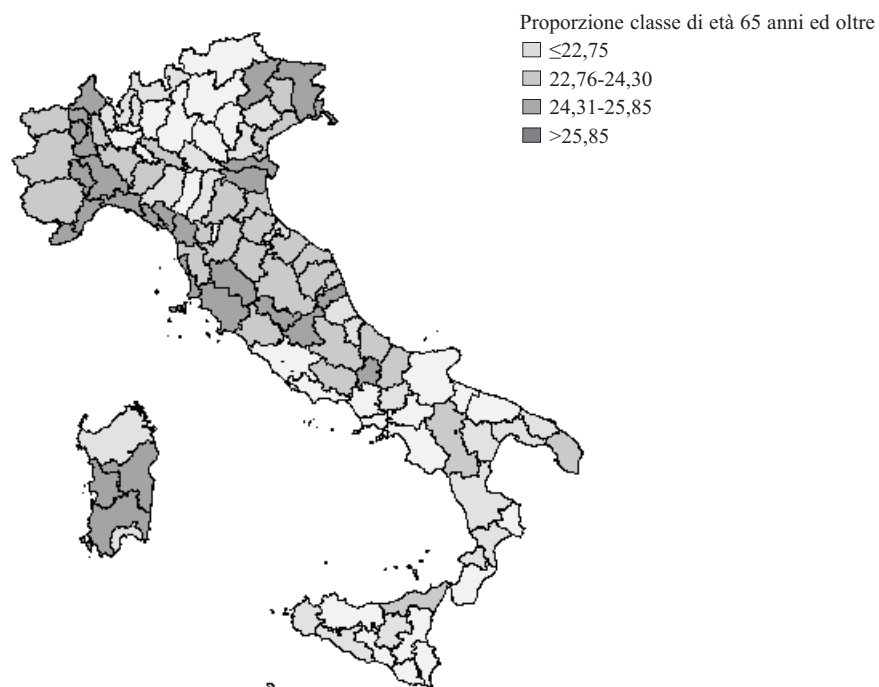 Proporzione classe di età 65 anni ed oltre
≤22,75
22,76-24,30
24,31-25,85
>25,85